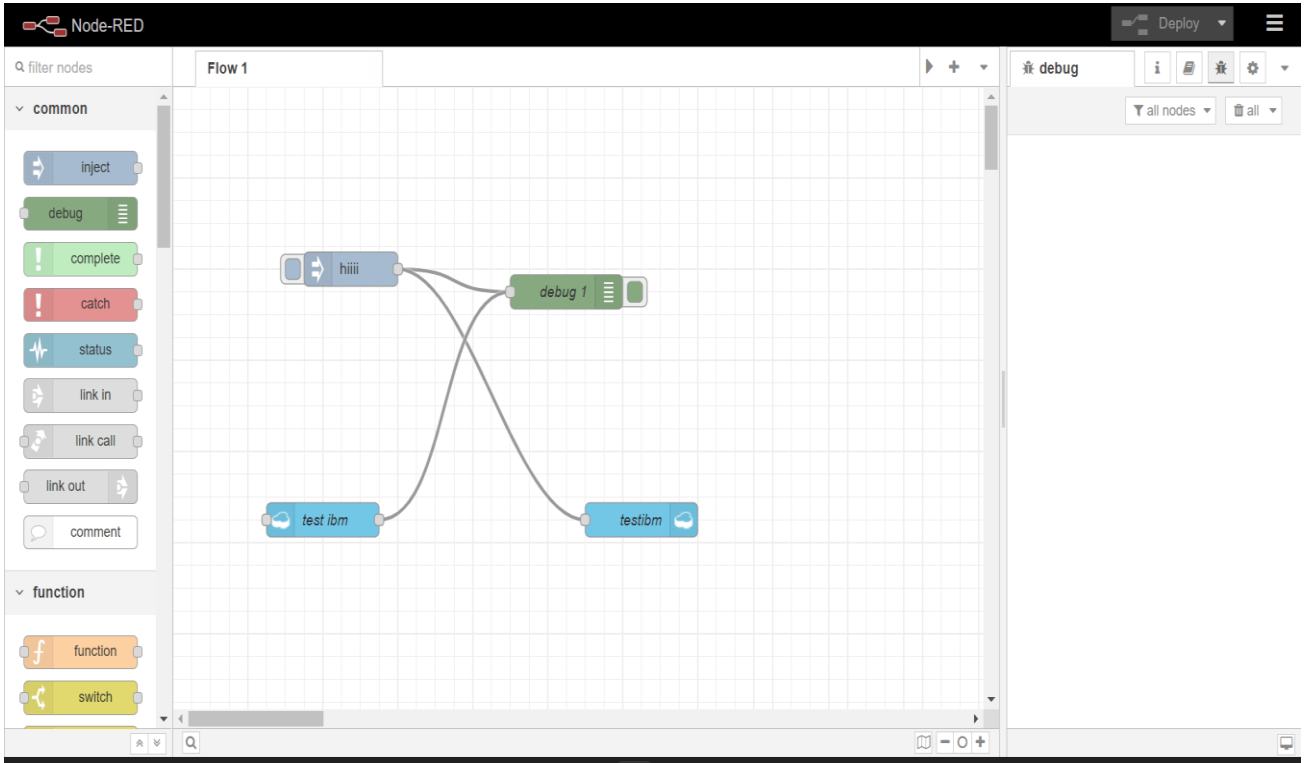 Node-RED
Deploy
filter nodes
Flow 1
debug
i
all nodes
all
common
inject
debug
complete
catch
status
link in
link call
link out
comment
function
function
switch
hiiii
debug 1
test ibm
testibm